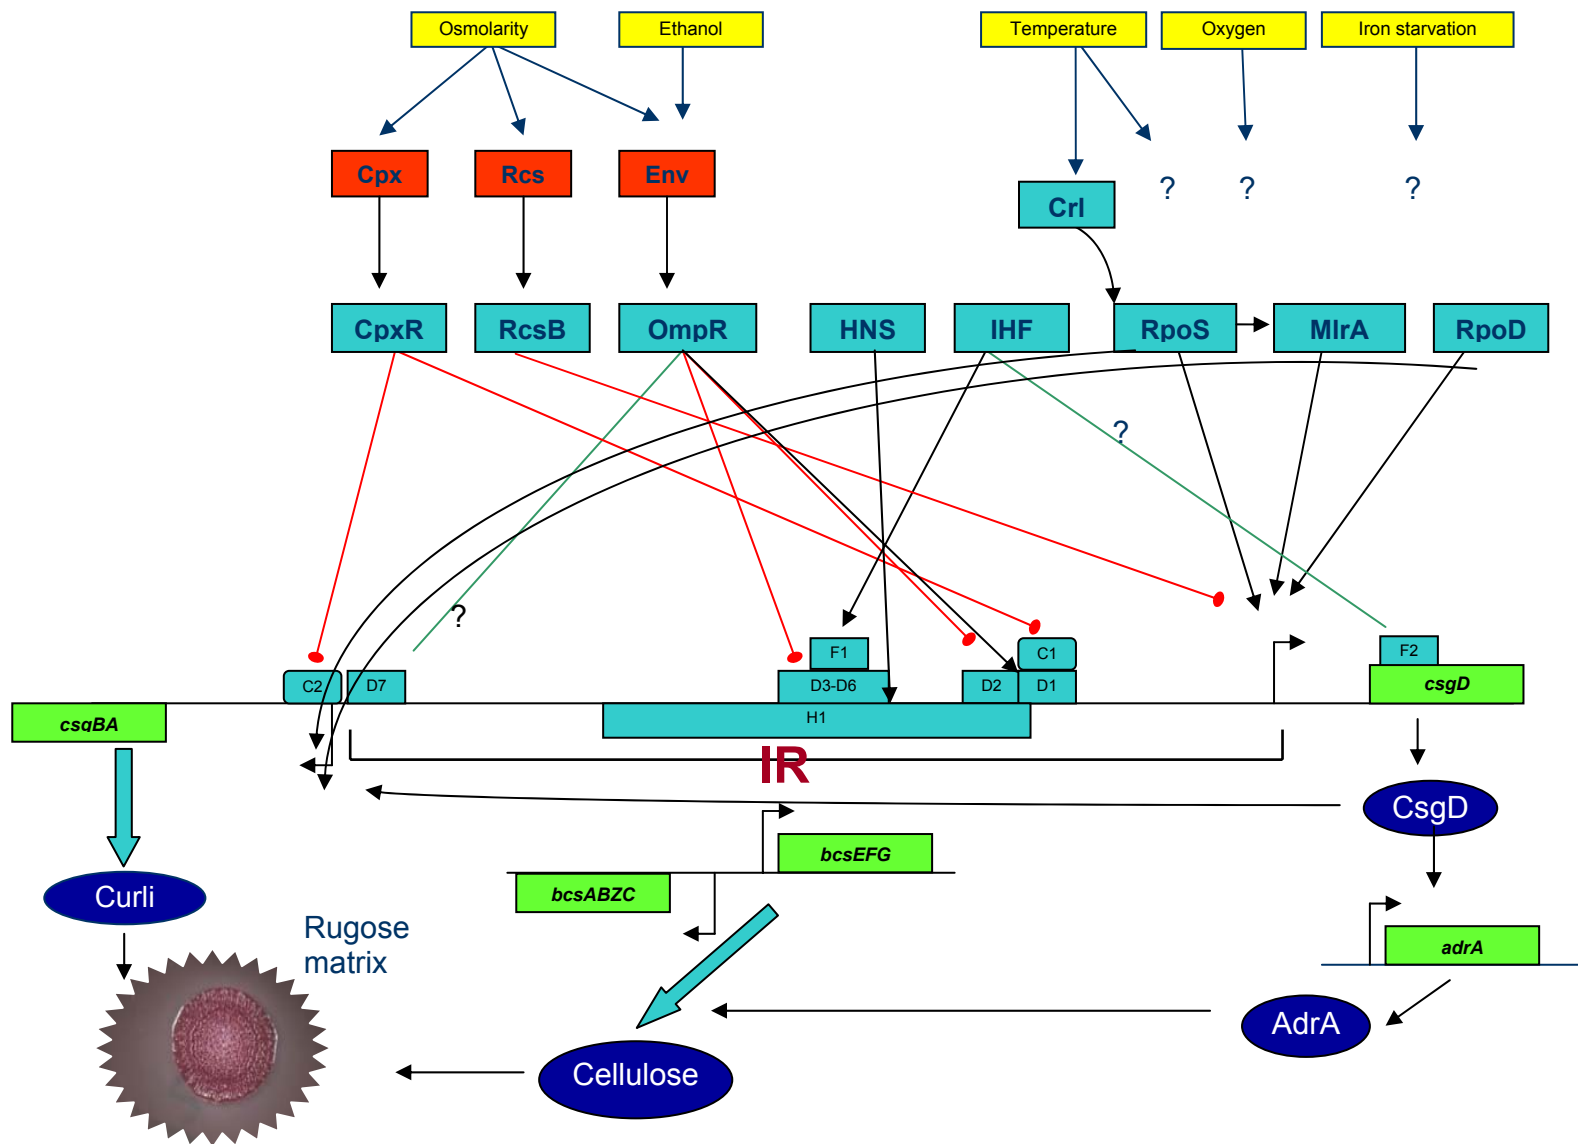 Osmolarity
Ethanol
Temperature
Oxygen
Iron starvation
Cpx
Rcs
Env
Crl
?
?
?
CpxR
RcsB
OmpR
HNS
IHF
RpoS
MlrA
RpoD
?
?
F1
C1
F2
C2
D7
D3-D6
D2
D1
csgD
csgBA
H1
IR
CsgD
bcsEFG
bcsABZC
Curli
Rugose
matrix
adrA
AdrA
Cellulose